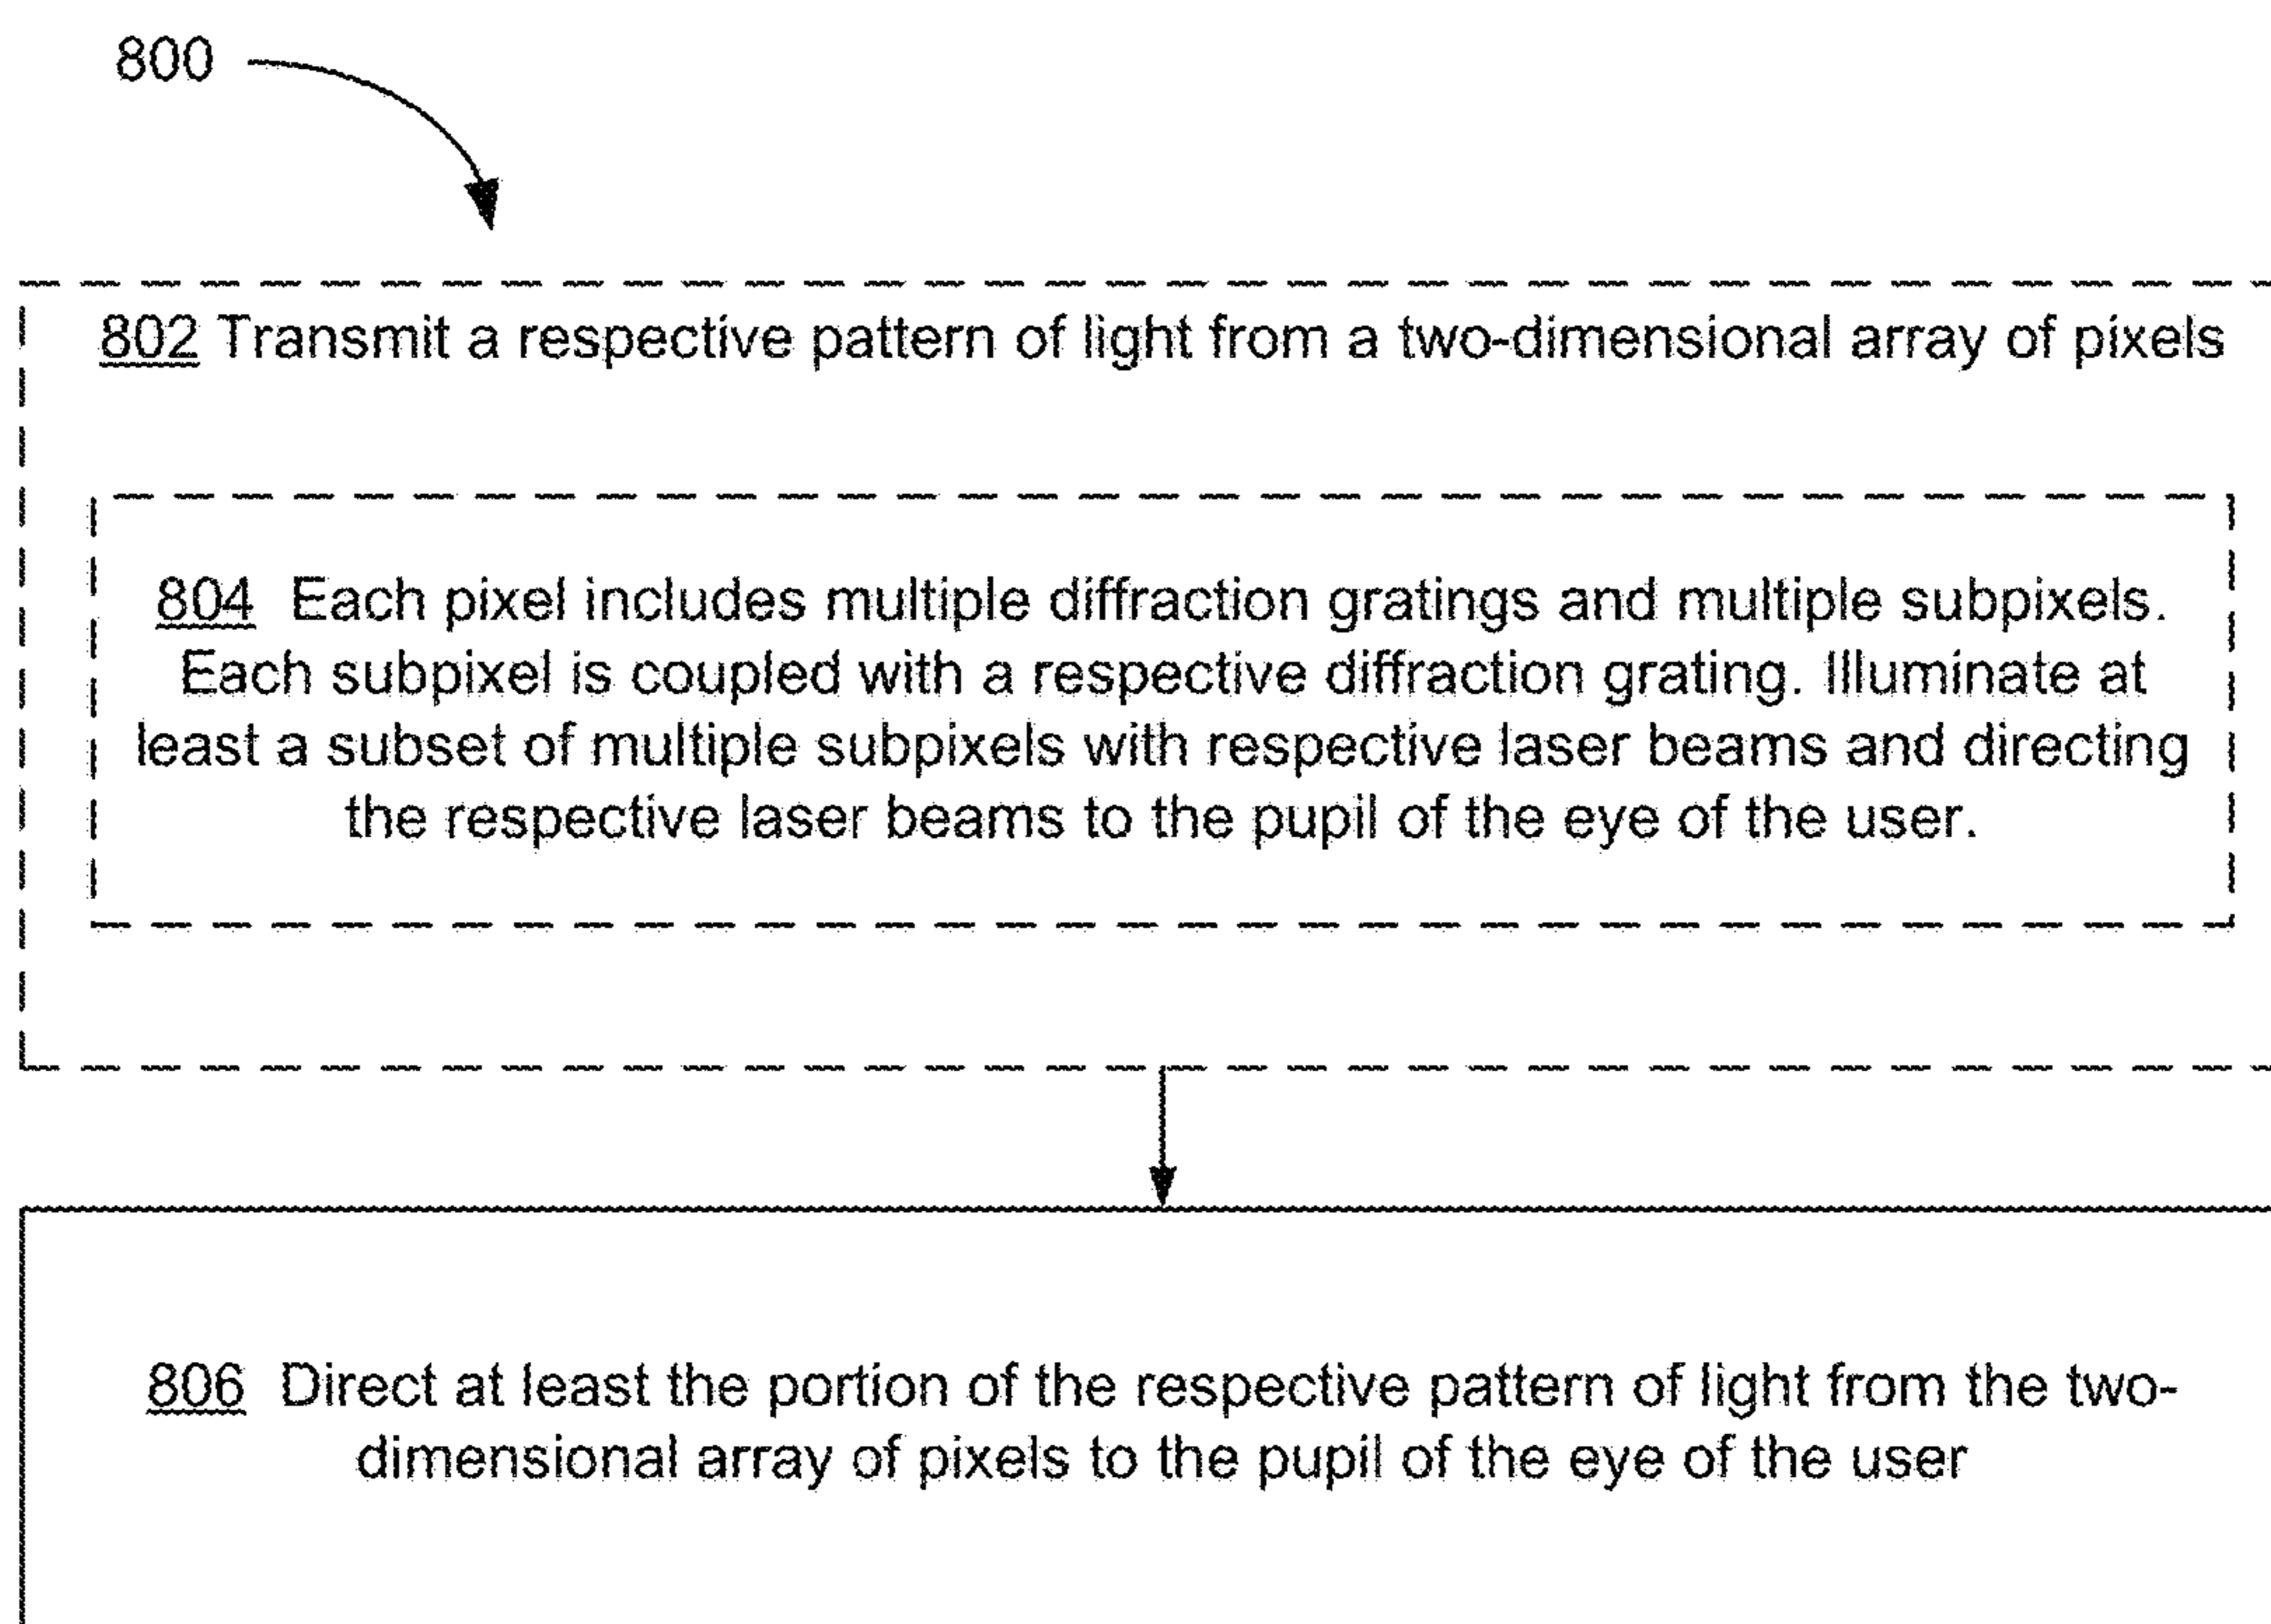 800
802 Transmit a respective pattern of light from a two-dimensional array of pixels
804 Each pixel includes multiple diffraction gratings and multiple subpixels.
Each subpixel is coupled with a respective diffraction grating. Illuminate at
least a subset of multiple subpixels with respective laser beams and directing
the respective laser beams to the pupil of the eye of the user.
806 Direct at least the portion of the respective pattern of light from the two-
dimensional array of pixels to the pupil of the eye of the user